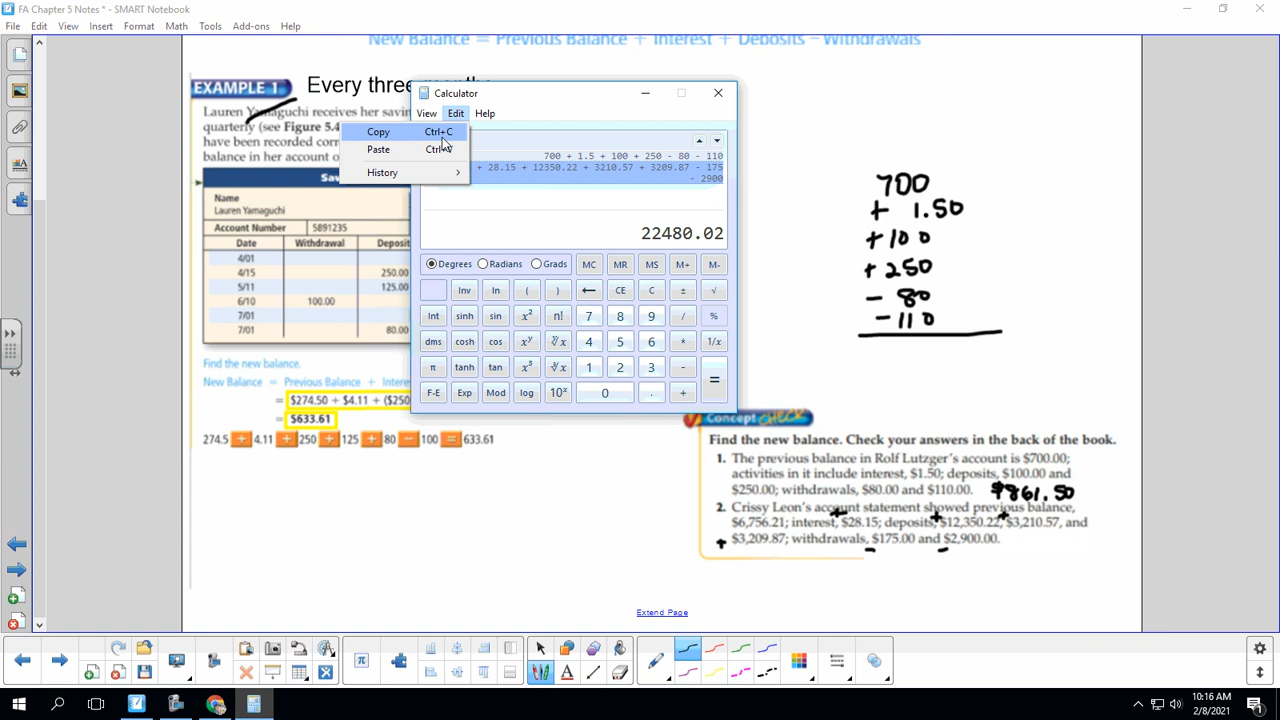 FA Chapter 5 Notes * - SMART Notebook
File Edit View Insert Format Math Tools Add-ons Help
New Balance = Previous Balance + Interest + Deposits – Withdrawals
EXAMPLE 1 Every three
Lauren Yamaguchi receives her
quarterly (see Figure 5.4
have been recorded
balance in her account
Name
Lauren Yamaguchi
Account Number 5891235
Date Withdrawal
4/01
4/15 250.00
5/11 125.00
6/10 100.00
7/01
7/01 80.00
Find the new balance.
New Balance = Previous Balance +
= $274.50 + $4.11 + ($250
= $633.61
274.5 + 4.11 + 250 + 125 + 80 − 100 = 633.61
Calculator
View Edit Help
Copy Ctrl+C
Paste
History
700 + 1.5 + 100 + 250 - 80 - 110
+ 28.15 + 12350.22 + 3210.57 + 3209.87 - 175
- 2900
22480.02
Degrees Radians Grads MC MR MS M+ M-
Inv ln ( ) ← CE C ± √
Int sinh sin x² n! 7 8 9 / %
dms cosh cos xʸ ʸ√x 4 5 6 * 1/x
π tanh tan x³ ³√x 1 2 3 - =
F-E Exp Mod log 10ˣ 0 . +
700
+ 1.50
+100
+250
- 80
-110
Concept CHECK
Find the new balance. Check your answers in the back of the book.
1. The previous balance in Rolf Lutzger's account is $700.00;
activities in it include interest, $1.50; deposits, $100.00 and
$250.00; withdrawals, $80.00 and $110.00. $861.50
2. Crissy Leon's account statement showed previous balance,
$6,756.21; interest, $28.15; deposits, $12,350.22, $3,210.57, and
$3,209.87; withdrawals, $175.00 and $2,900.00.
Extend Page
10:16 AM
2/8/2021